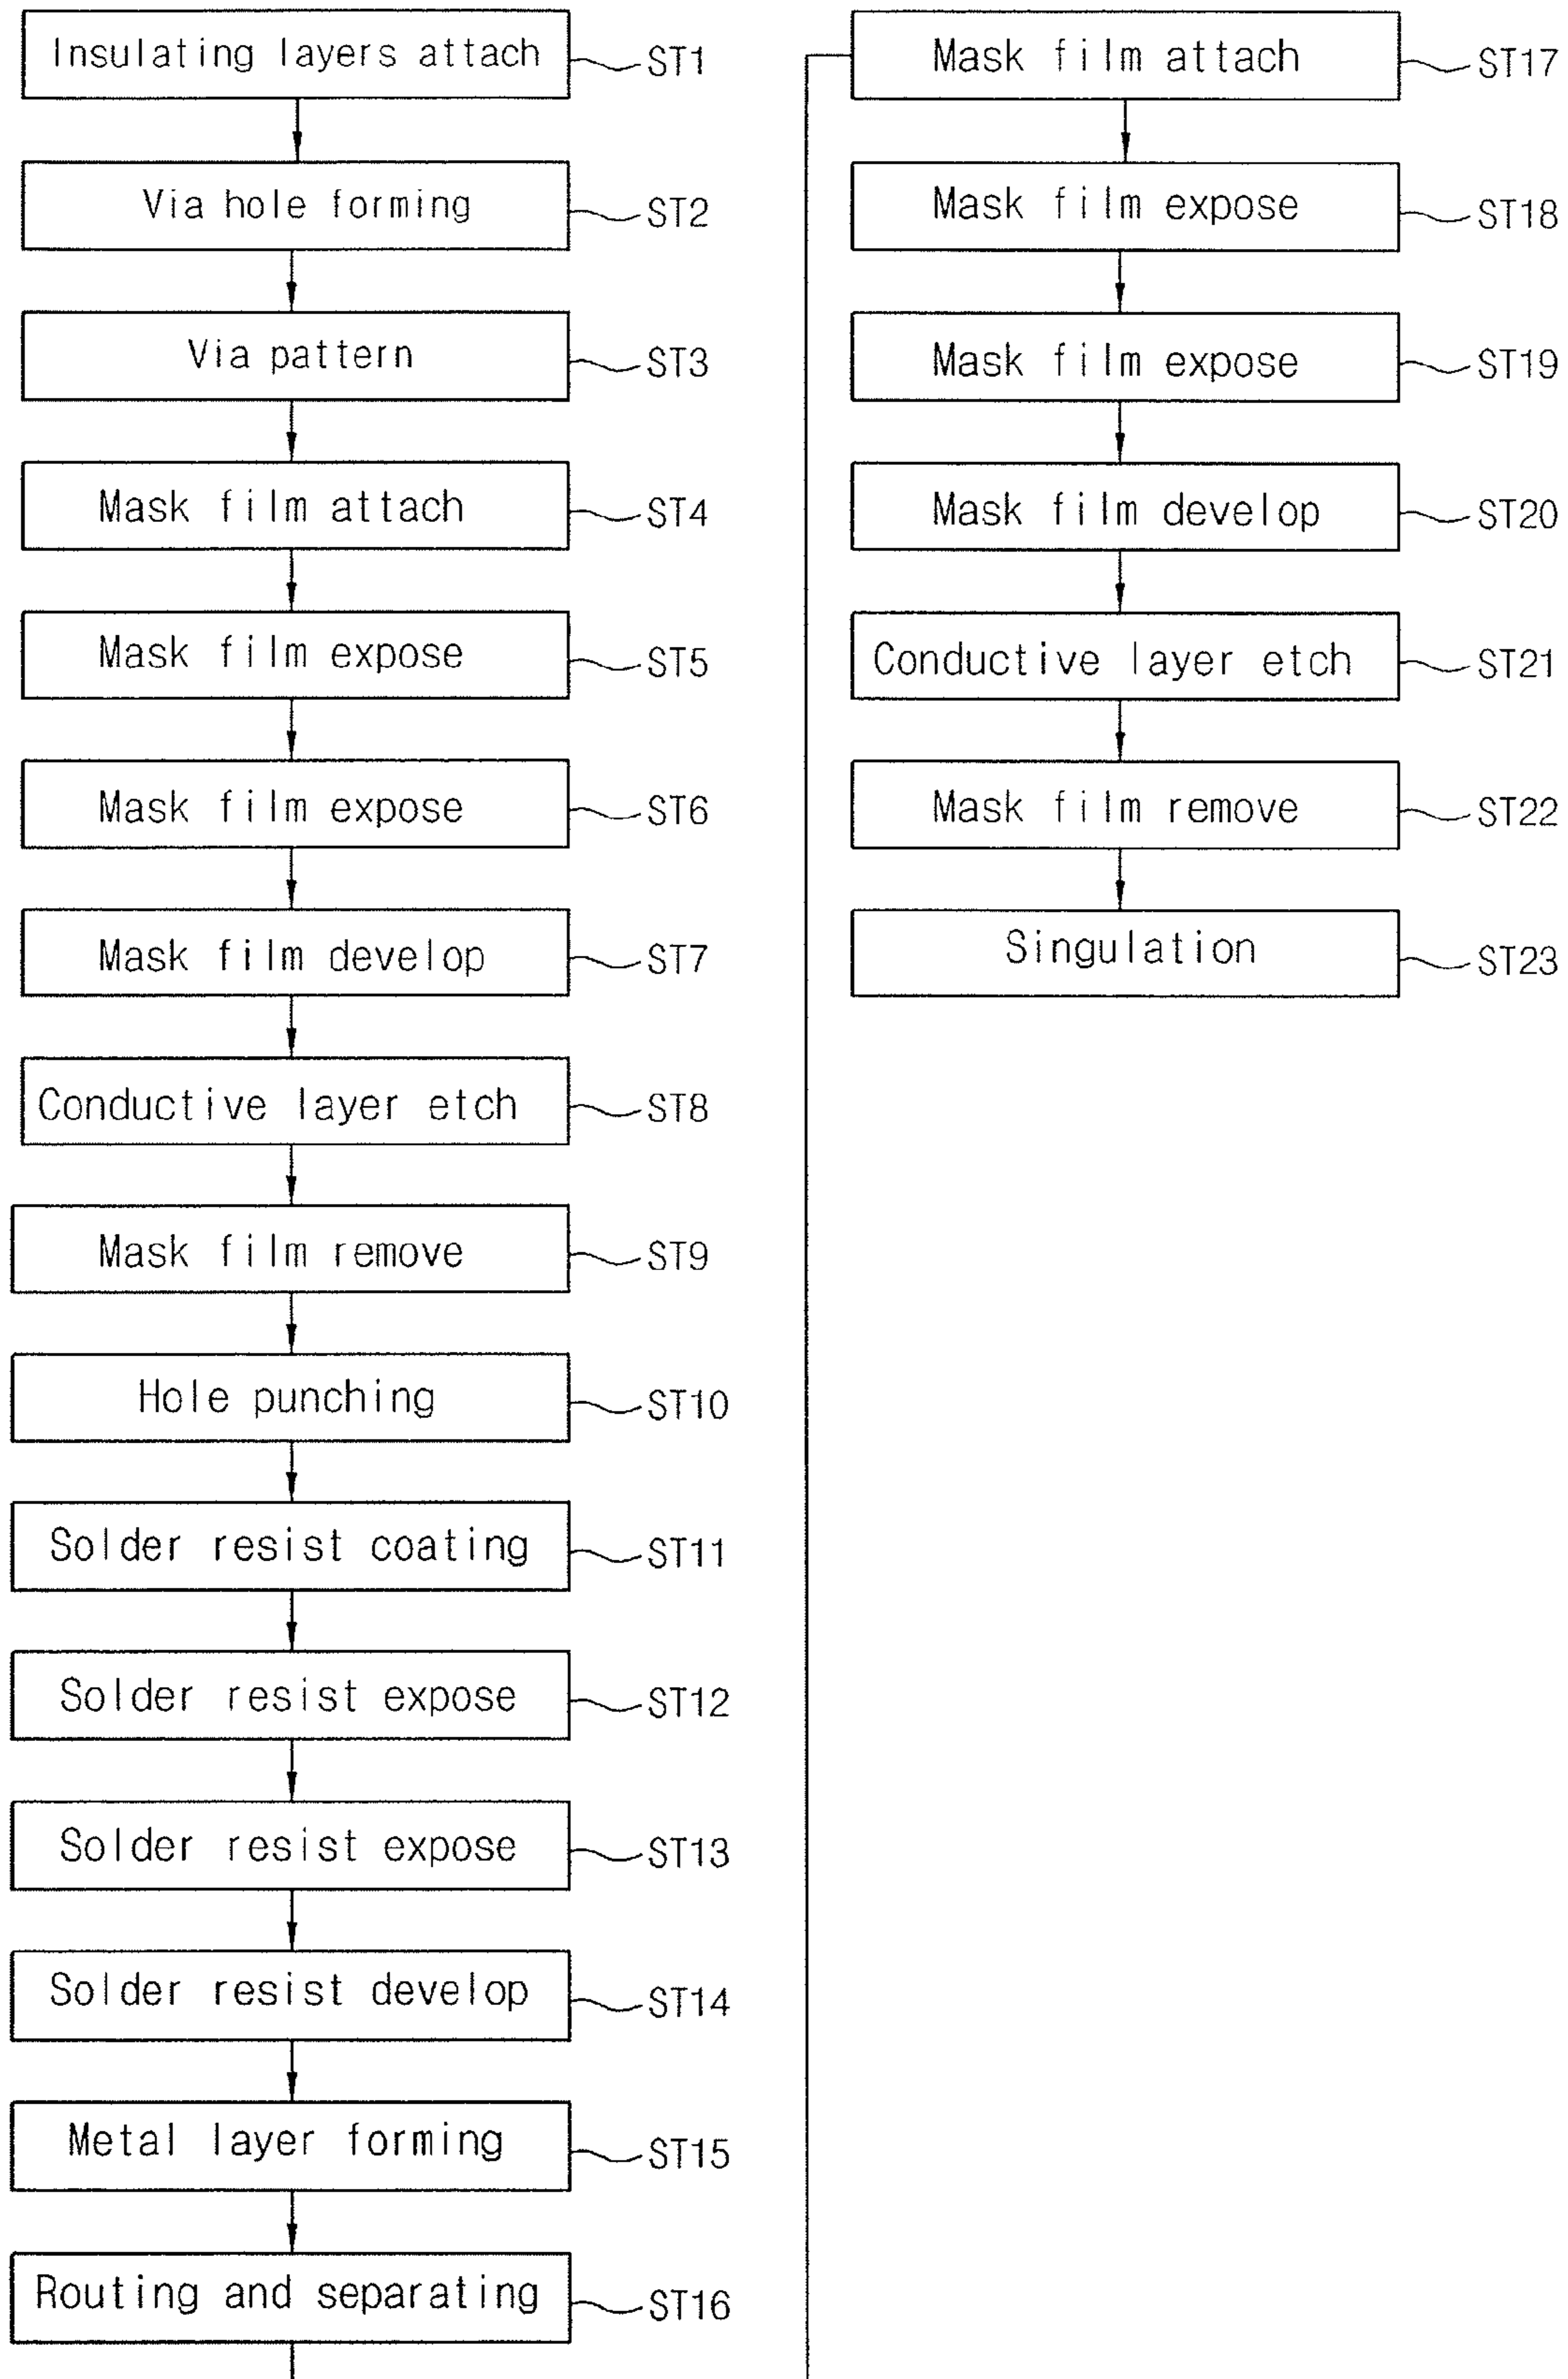 Insulating layers attach
ST1
Via hole forming
ST2
Via pattern
ST3
Mask film attach
ST4
Mask film expose
ST5
Mask film expose
ST6
Mask film develop
ST7
Conductive layer etch
ST8
Mask film remove
ST9
Hole punching
ST10
Solder resist coating
ST11
Solder resist expose
ST12
Solder resist expose
ST13
Solder resist develop
ST14
Metal layer forming
ST15
Routing and separating
ST16
Mask film attach
ST17
Mask film expose
ST18
Mask film expose
ST19
Mask film develop
ST20
Conductive layer etch
ST21
Mask film remove
ST22
Singulation
ST23